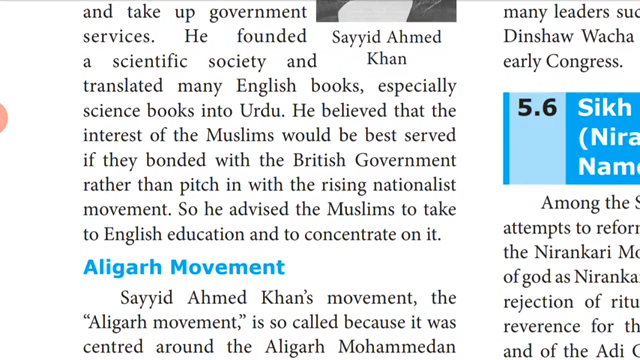 and take up government
services. He founded
a scientific society and
translated many English books, especially
science books into Urdu. He believed that the
interest of the Muslims would be best served
if they bonded with the British Government
rather than pitch in with the rising nationalist
movement. So he advised the Muslims to take
to English education and to concentrate on it.
Sayyid Ahmed
Khan
Aligarh Movement
Sayyid Ahmed Khan's movement, the
“Aligarh movement,” is so called because it was
centred around the Aligarh Mohammedan
many leaders suc
Dinshaw Wacha
early Congress.
5.6 Sikh
(Nira
Name
Among the S
attempts to reform
the Nirankari Mo
of god as Nirankar
rejection of ritu
reverence for th
and of the Adi G